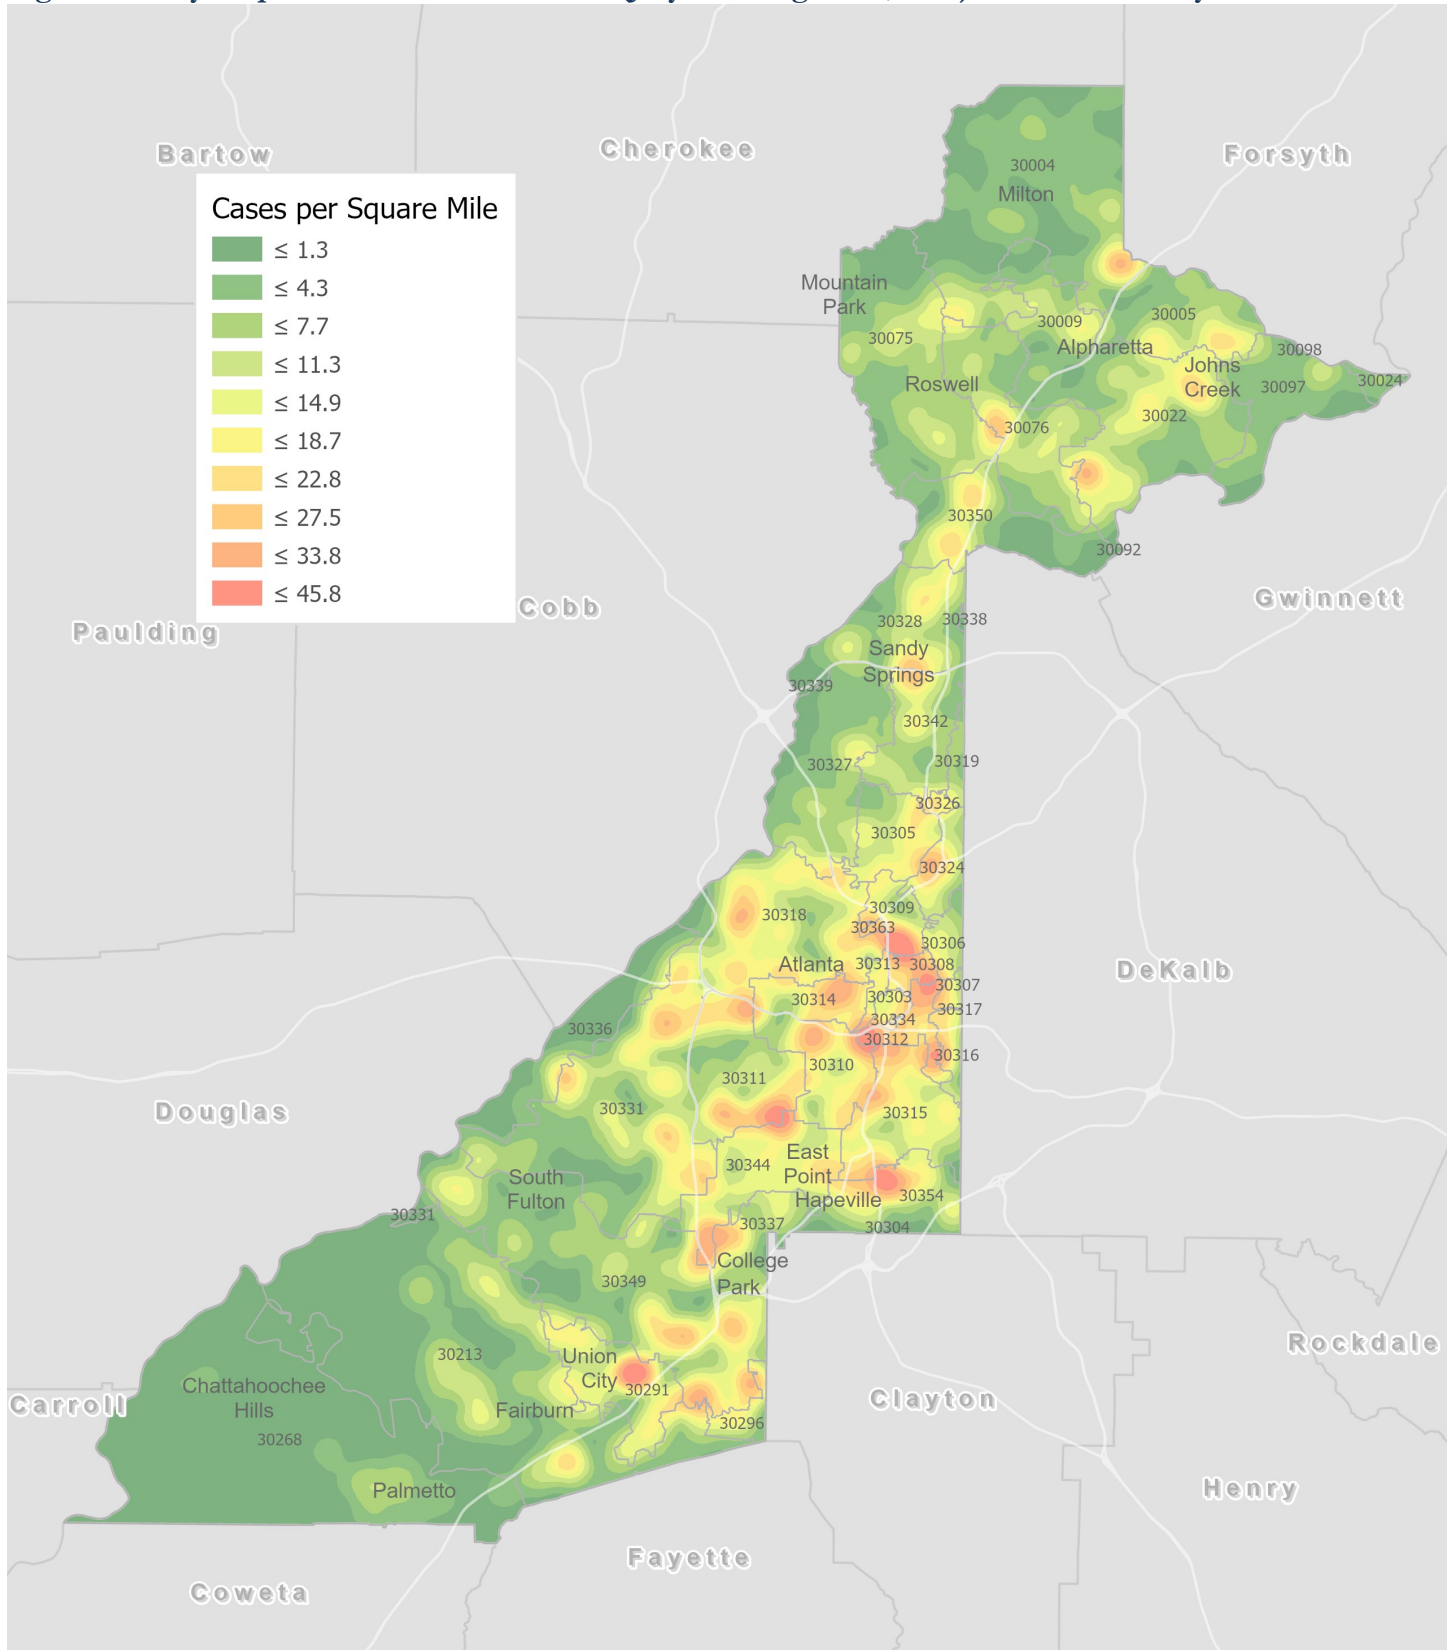 Bartow
Cherokee
Forsyth
Cases per Square Mile
≤ 1.3
≤ 4.3
≤ 7.7
≤ 11.3
≤ 14.9
≤ 18.7
≤ 22.8
≤ 27.5
≤ 33.8
≤ 45.8
30004
Milton
Mountain
Park
30075
30009
30005
Alpharetta
30098
Johns
Creek
30097
30024
Roswell
30022
30076
30350
30092
Paulding
Cobb
Gwinnett
30328
30338
Sandy
Springs
30339
30342
30327
30319
30326
30305
30324
30318
30309
30363
30306
Atlanta
30313
30308
30307
30314
30303
30317
30334
30336
30312
30316
30310
30311
DeKalb
Douglas
30331
30315
East
Point
30344
South
Fulton
Hapeville
30354
30331
30337
30304
College
Park
30349
Rockdale
30213
Union
City
30291
Chattahoochee
Hills
Carroll
Fairburn
30296
Clayton
30268
Palmetto
Henry
Fayette
Coweta